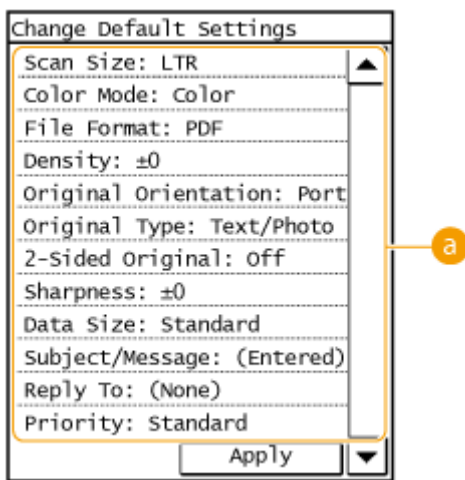 Change Default Settings
Scan Size: LTR
Color Mode: Color
File Format: PDF
Density: ±0
Original Orientation: Port
Original Type: Text/Photo
2-Sided Original: Off
Sharpness: ±0
Data Size: Standard
Subject/Message: (Entered)
Reply To: (None)
Priority: Standard
Apply
a